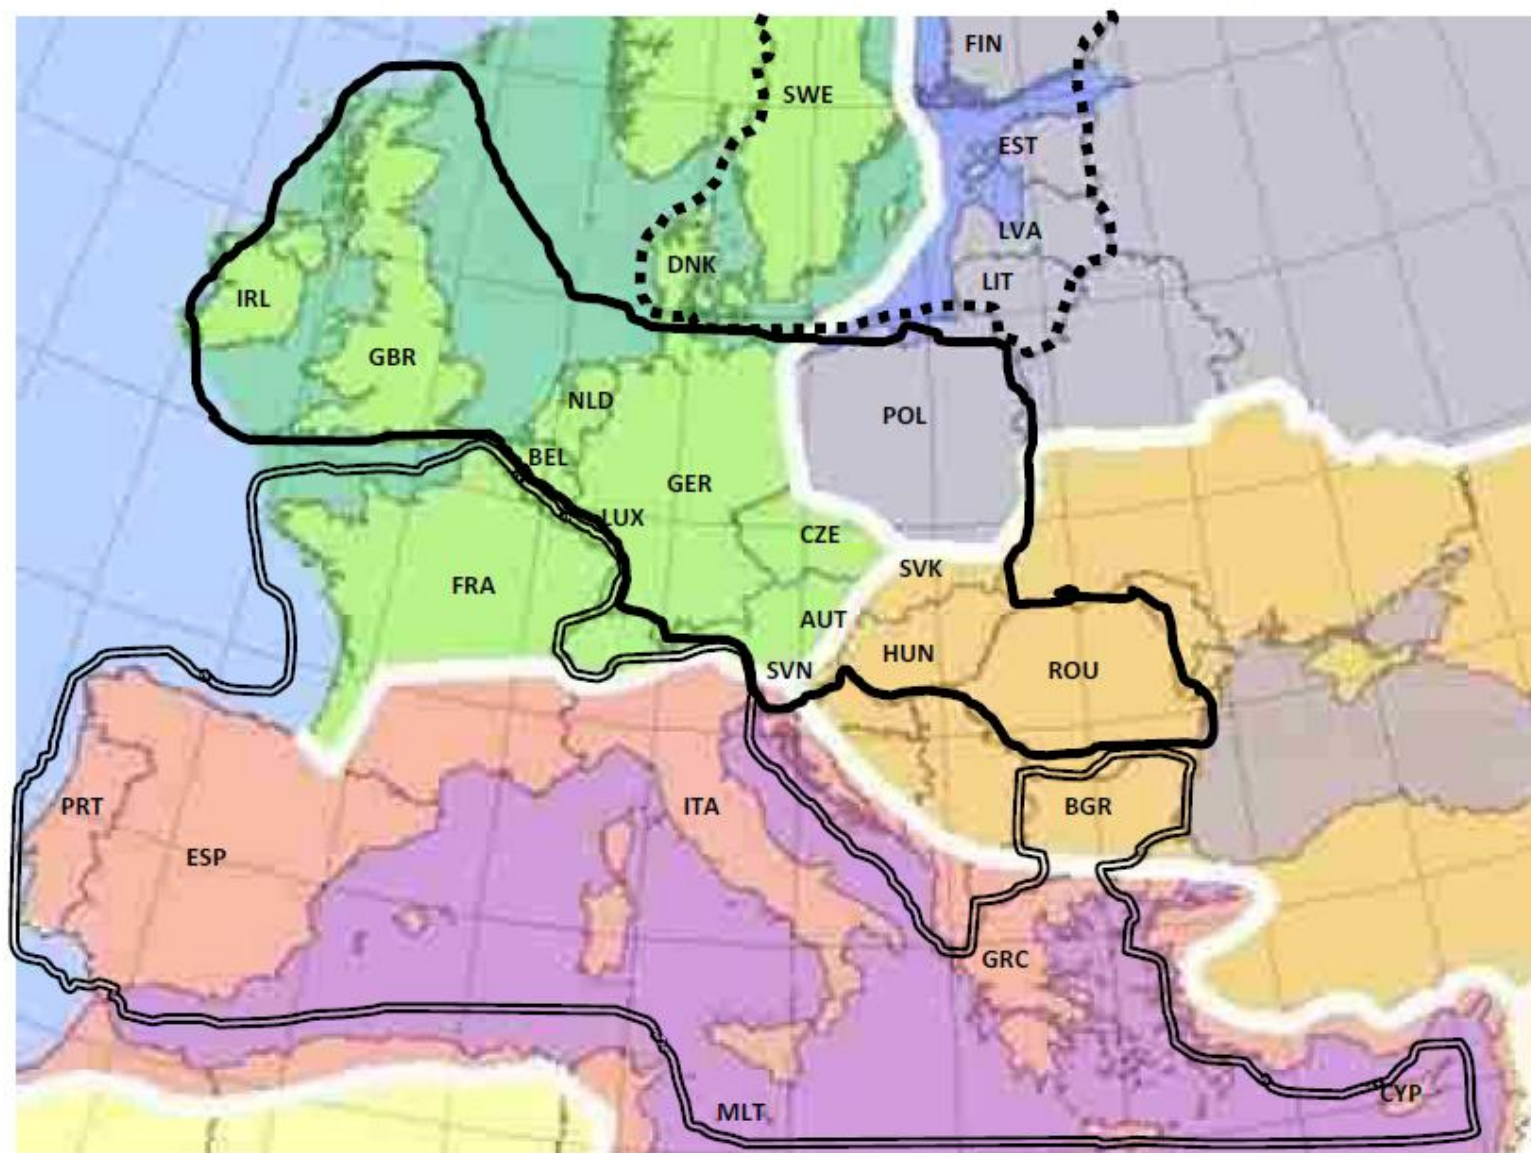 FIN
SWE
EST
LVA
DNK
LIT
IRL
GBR
NLD
POL
BEL
GER
LUX
CZE
SVK
FRA
AUT
HUN
SVN
ROU
PRT
ITA
BGR
ESP
GRC
CYP
MLT